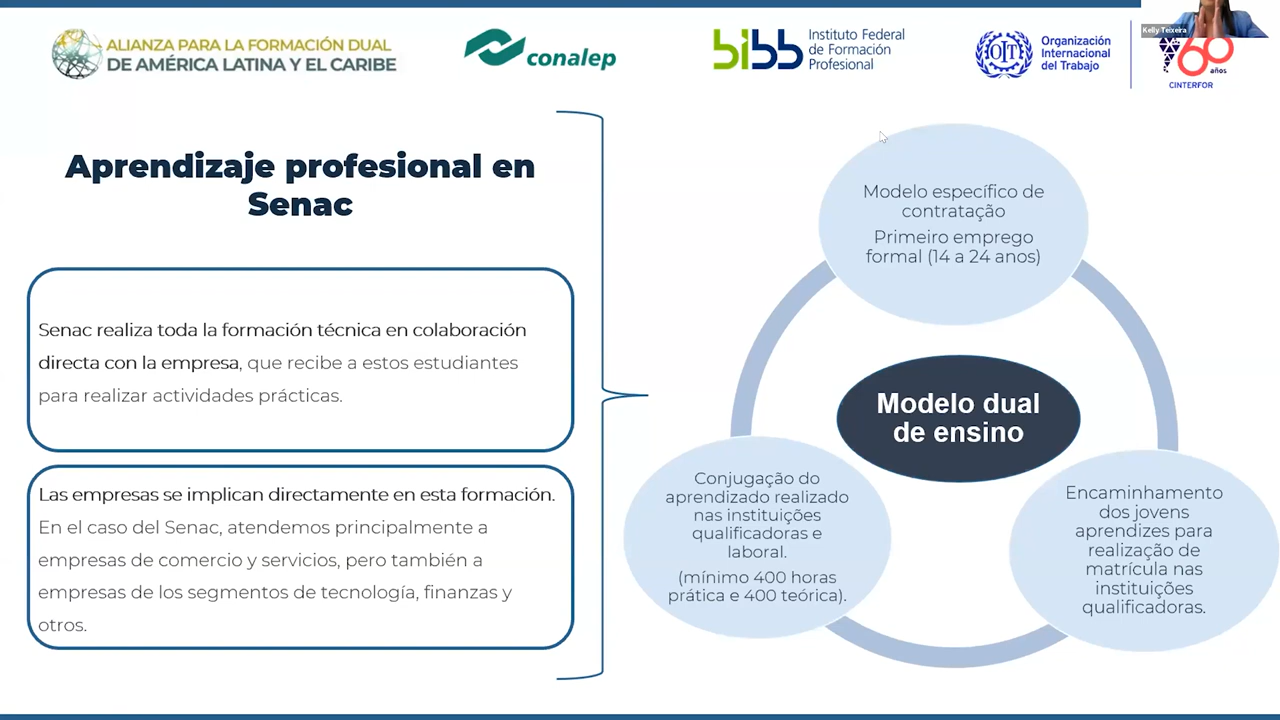 ALIANZA PARA LA FORMACIÓN DUAL
DE AMÉRICA LATINA Y EL CARIBE
conalep
bibb
Instituto Federal
de Formación
Profesional
OIT
Organización
Internacional
del Trabajo
Kelly Teixeira
60
años
CINTERFOR
Aprendizaje profesional en
Senac
Senac realiza toda la formación técnica en colaboración
directa con la empresa, que recibe a estos estudiantes
para realizar actividades prácticas.
Las empresas se implican directamente en esta formación.
En el caso del Senac, atendemos principalmente a
empresas de comercio y servicios, pero también a
empresas de los segmentos de tecnología, finanzas y
otros.
Modelo específico de
contratação
Primeiro emprego
formal (14 a 24 anos)
Modelo dual
de ensino
Conjugação do
aprendizado realizado
nas instituições
qualificadoras e
laboral.
(mínimo 400 horas
prática e 400 teórica).
Encaminhamento
dos jovens
aprendizes para
realização de
matrícula nas
instituições
qualificadoras.